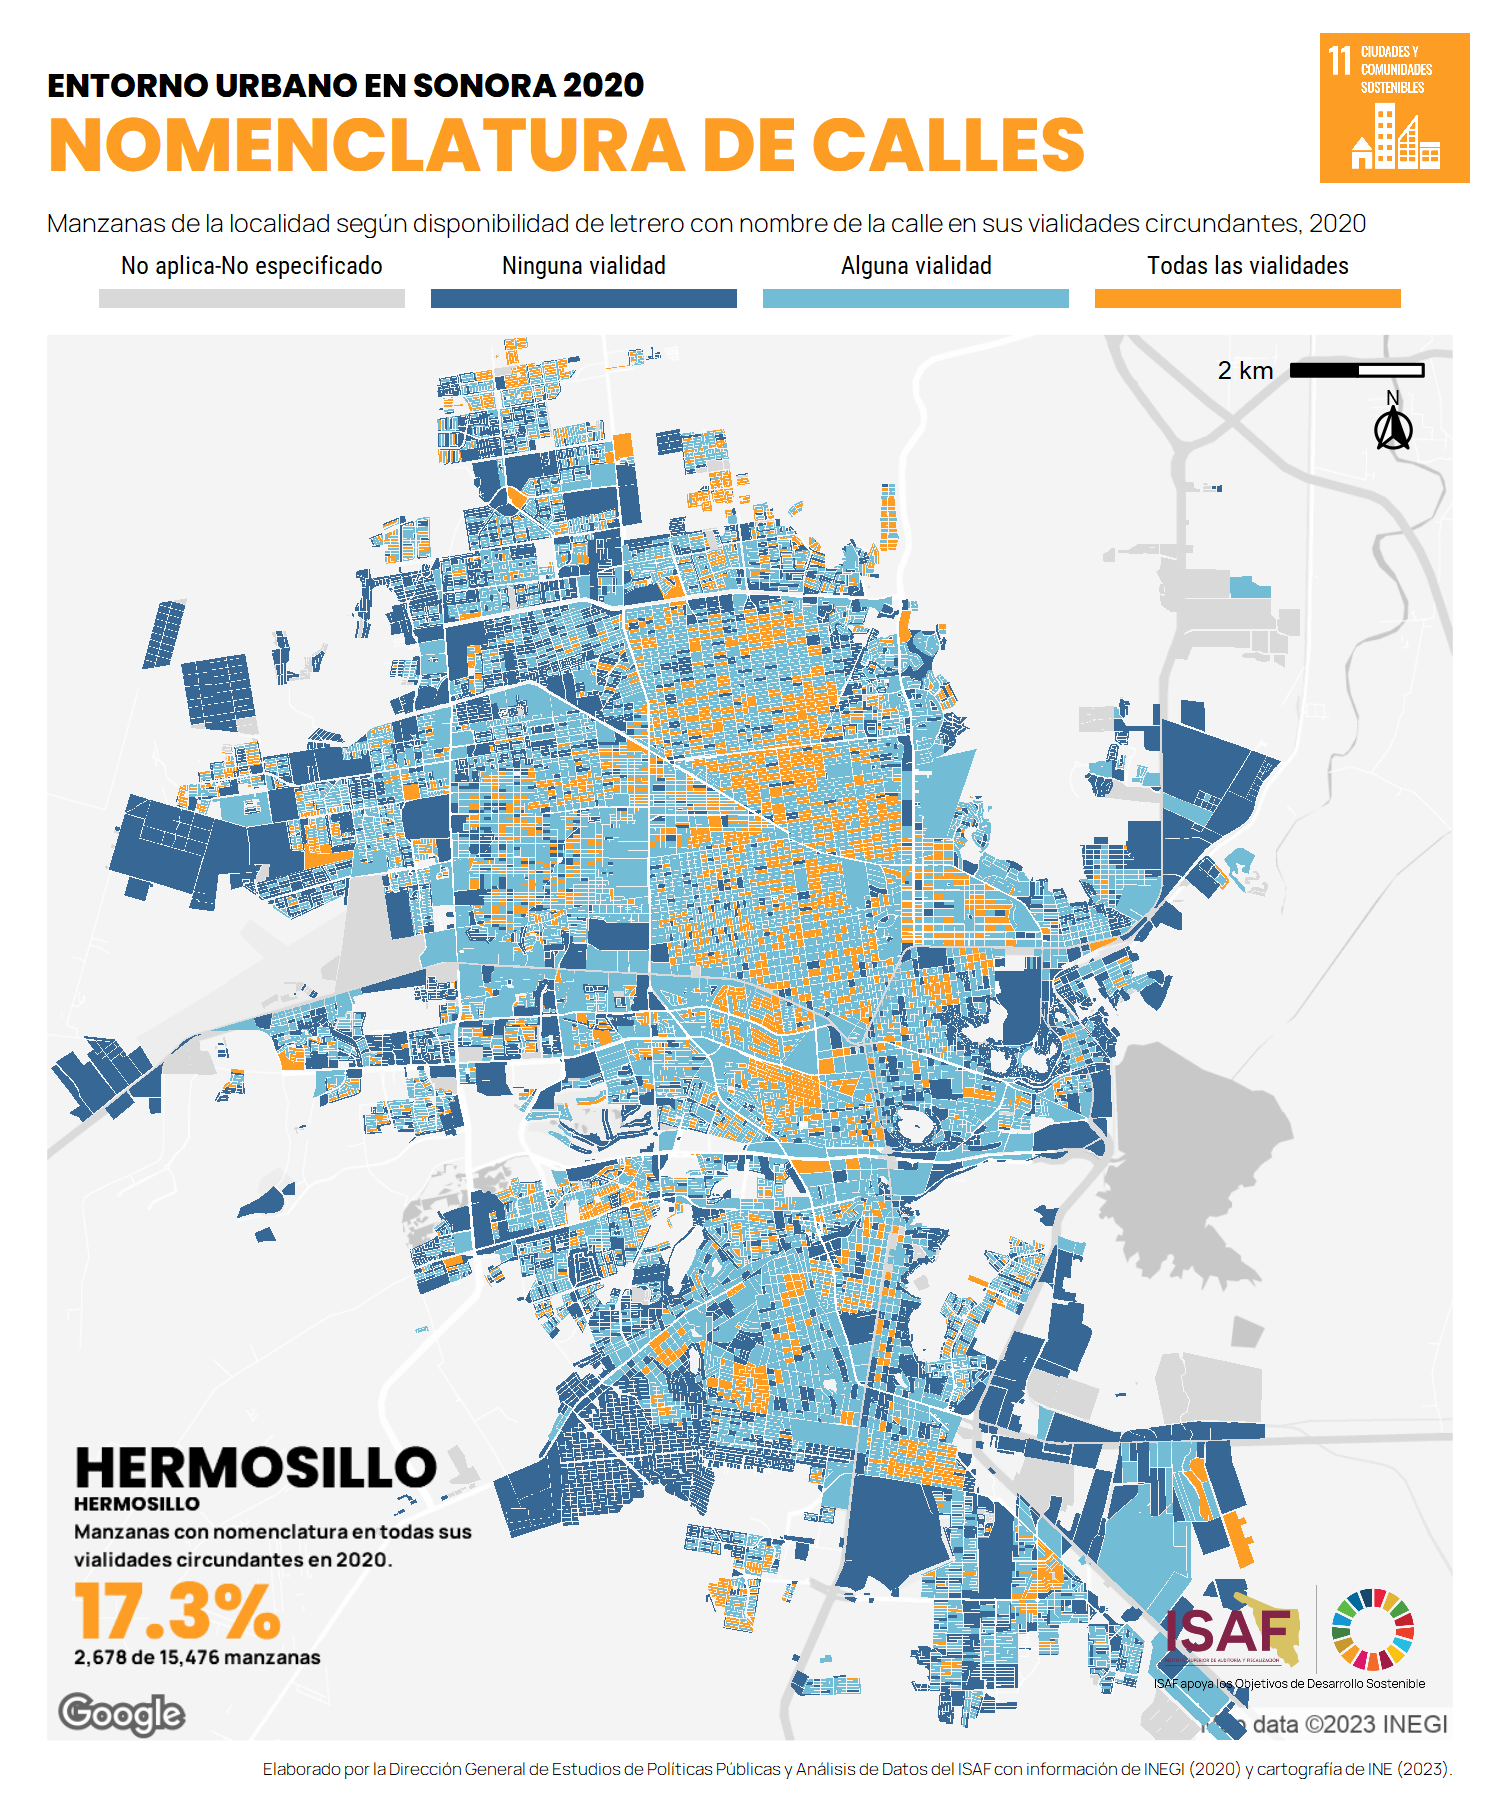 11 CIUDADES Y
COMUNIDADES
SOSTENIBLES
ENTORNO URBANO EN SONORA 2020
NOMENCLATURA DE CALLES
Manzanas de la localidad según disponibilidad de letrero con nombre de la calle en sus vialidades circundantes, 2020
No aplica-No especificado
Ninguna vialidad
Alguna vialidad
Todas las vialidades
2 km
N
HERMOSILLO
HERMOSILLO
Manzanas con nomenclatura en todas sus
vialidades circundantes en 2020.
17.3%
2,678 de 15,476 manzanas
ISAF
SUPERIOR DE AUDITORÍA Y FISCALIZACIÓN
ISAF apoya los Objetivos de Desarrollo Sostenible
Google
data ©2023 INEGI
Elaborado por la Dirección General de Estudios de Políticas Públicas y Análisis de Datos del ISAF con información de INEGI (2020) y cartografía de INE (2023).